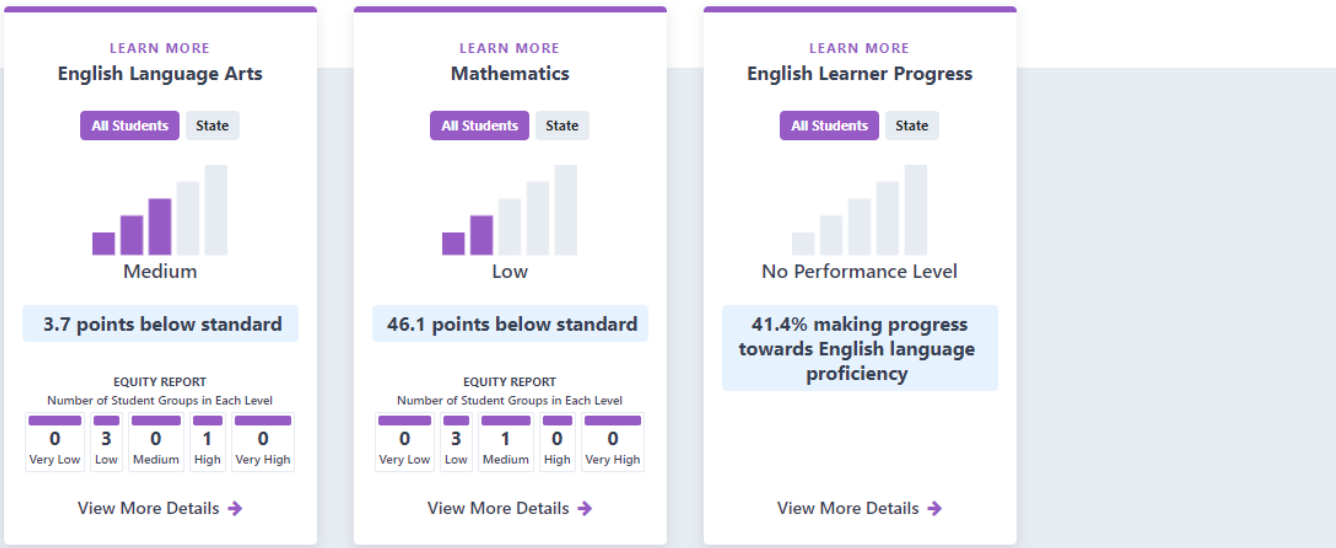 LEARN MORE
English Language Arts
All Students State
Medium
3.7 points below standard
EQUITY REPORT
Number of Student Groups in Each Level
0 3 0 1 0
Very Low Low Medium High Very High
View More Details
LEARN MORE
Mathematics
All Students State
Low
46.1 points below standard
EQUITY REPORT
Number of Student Groups in Each Level
0 3 1 0 0
Very Low Low Medium High Very High
View More Details
LEARN MORE
English Learner Progress
All Students State
No Performance Level
41.4% making progress
towards English language
proficiency
View More Details